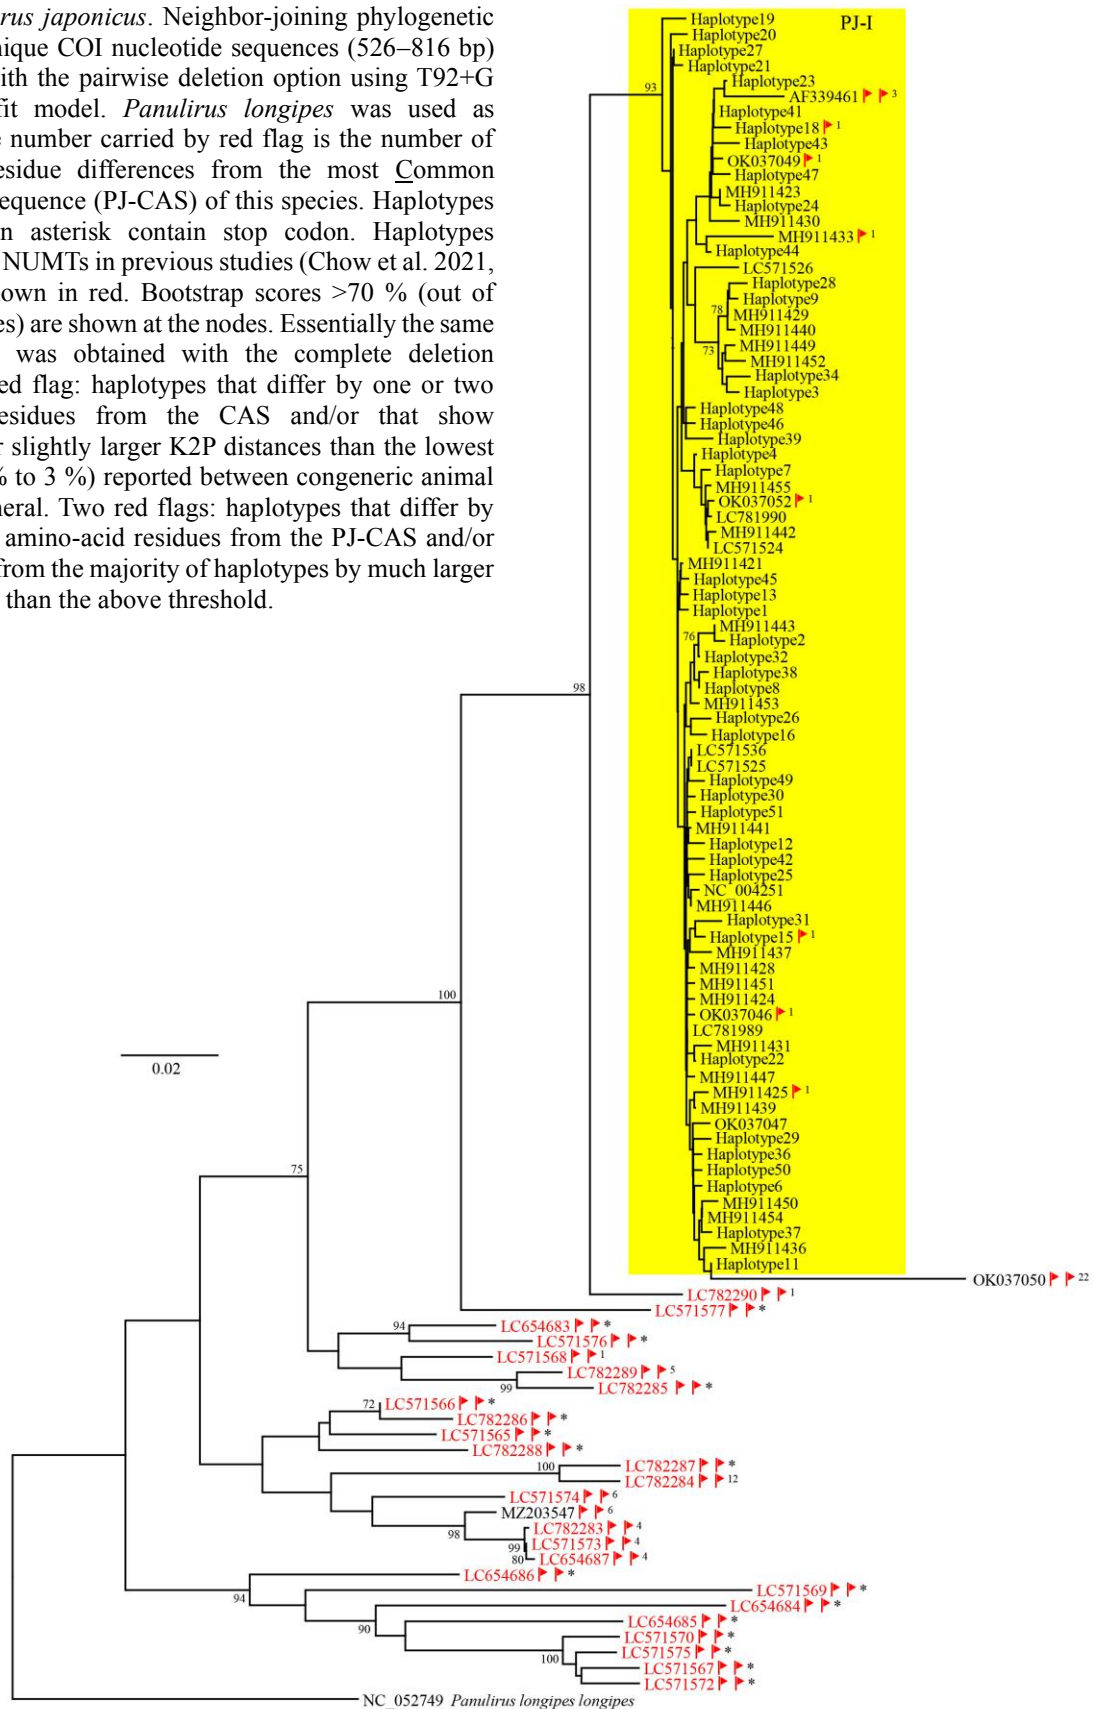 rus japonicus. Neighbor-joining phylogenetic
nique COI nucleotide sequences (526–816 bp)
ith the pairwise deletion option using T92+G
fit model. Panulirus longipes was used as
e number carried by red flag is the number of
esidue differences from the most Common
equence (PJ-CAS) of this species. Haplotypes
n asterisk contain stop codon. Haplotypes
NUMTs in previous studies (Chow et al. 2021,
own in red. Bootstrap scores >70 % (out of
es) are shown at the nodes. Essentially the same
was obtained with the complete deletion
ed flag: haplotypes that differ by one or two
esidues from the CAS and/or that show
r slightly larger K2P distances than the lowest
% to 3 %) reported between congeneric animal
neral. Two red flags: haplotypes that differ by
amino-acid residues from the PJ-CAS and/or
from the majority of haplotypes by much larger
than the above threshold.
PJ-I
Haplotype19
Haplotype20
Haplotype27
Haplotype21
Haplotype23
93
AF339461 3
Haplotype41
Haplotype18 1
Haplotype43
OK037049 1
Haplotype47
MH911423
Haplotype24
MH911430
MH911433 1
Haplotype44
LC571526
Haplotype28
Haplotype9
78
MH911429
MH911440
MH911449
73
MH911452
Haplotype34
Haplotype3
Haplotype48
Haplotype46
Haplotype39
Haplotype4
Haplotype7
MH911455
OK037052 1
LC781990
MH911442
LC571524
MH911421
Haplotype45
Haplotype13
Haplotype1
MH911443
76
Haplotype2
Haplotype32
Haplotype38
Haplotype8
98
MH911453
Haplotype26
Haplotype16
LC571536
LC571525
Haplotype49
Haplotype30
Haplotype51
MH911441
Haplotype12
Haplotype42
Haplotype25
NC_004251
MH911446
Haplotype31
Haplotype15 1
MH911437
MH911428
MH911451
100
MH911424
OK037046 1
LC781989
MH911431
Haplotype22
0.02
MH911447
MH911425 1
MH911439
OK037047
Haplotype29
Haplotype36
75
Haplotype50
Haplotype6
MH911450
MH911454
Haplotype37
MH911436
Haplotype11
OK037050 22
LC782290 1
LC571577 *
94
LC654683 *
LC571576 *
LC571568 1
LC782289 5
99
LC782285 *
72
LC571566 *
LC782286 *
LC571565 *
LC782288 *
100
LC782287 *
LC782284 12
LC571574 6
MZ203547 6
98
LC782283 4
99
LC571573 4
80
LC654687 4
LC654686 *
94
LC571569 *
LC654684 *
90
LC654685 *
LC571570 *
100
LC571575 *
LC571567 *
LC571572 *
NC_052749 Panulirus longipes longipes